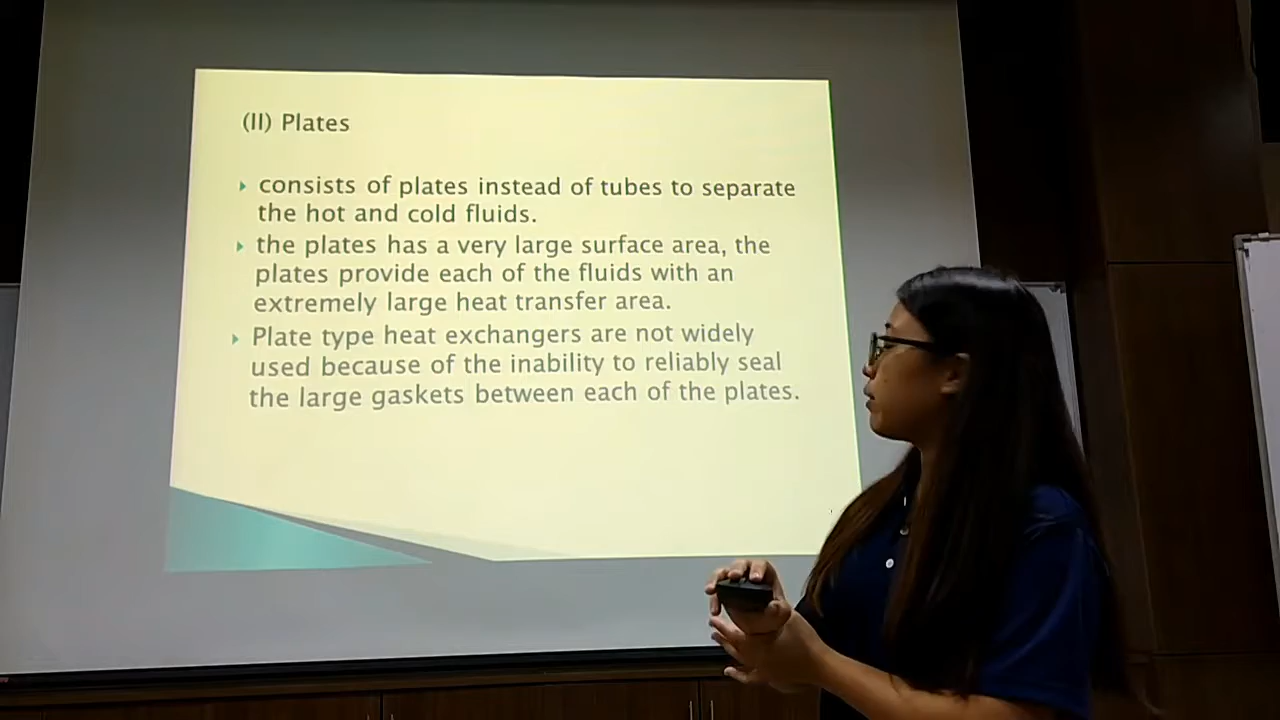 (II) Plates
consists of plates instead of tubes to separate
the hot and cold fluids.
the plates has a very large surface area, the
plates provide each of the fluids with an
extremely large heat transfer area.
Plate type heat exchangers are not widely
used because of the inability to reliably seal
the large gaskets between each of the plates.